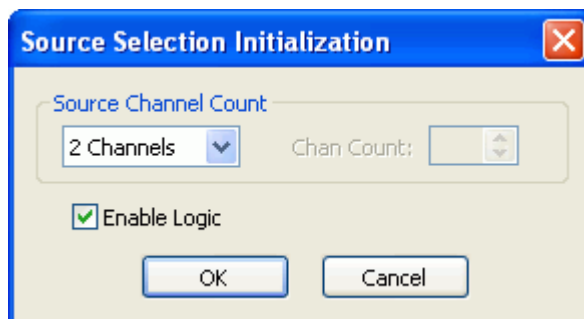 Source Selection Initialization
Source Channel Count
2 Channels Chan Count:
Enable Logic
OK Cancel